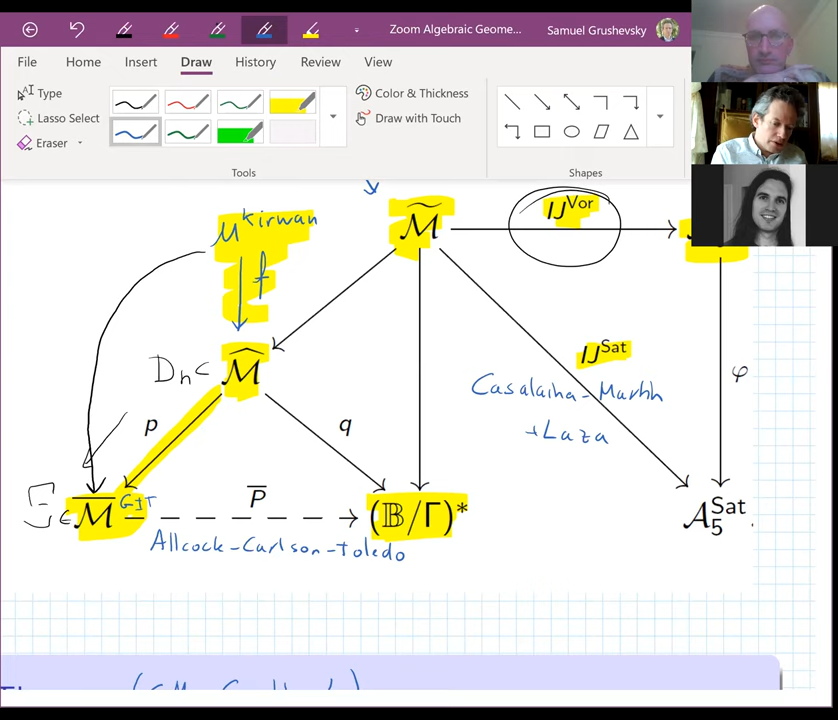 Zoom Algebraic Geome...
Samuel Grushevsky
File Home Insert Draw History Review View
Type
Lasso Select
Eraser
Color & Thickness
Draw with Touch
Tools
Shapes
M^Kirwan
M̃
IJ^Vor
f
D_h ⊂ M̂
IJ^Sat
Casalaina-Martin
+Laza
φ
p
q
∈ M̄ GIT
P̄
(𝔹/Γ)*
A_5^Sat
Allcock-Carlson-Toledo